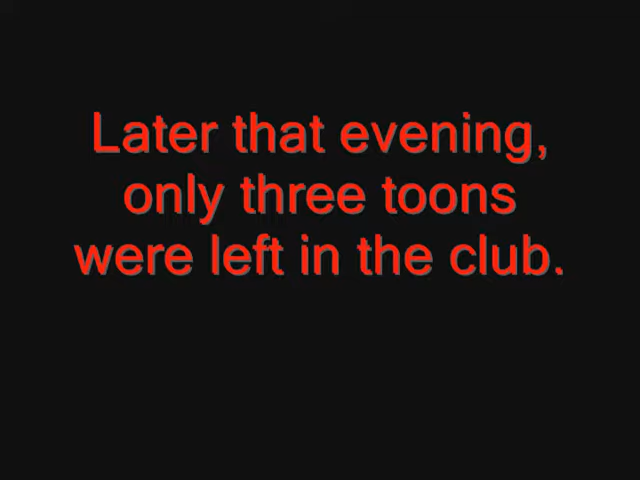 Later that evening,
only three toons
were left in the club.